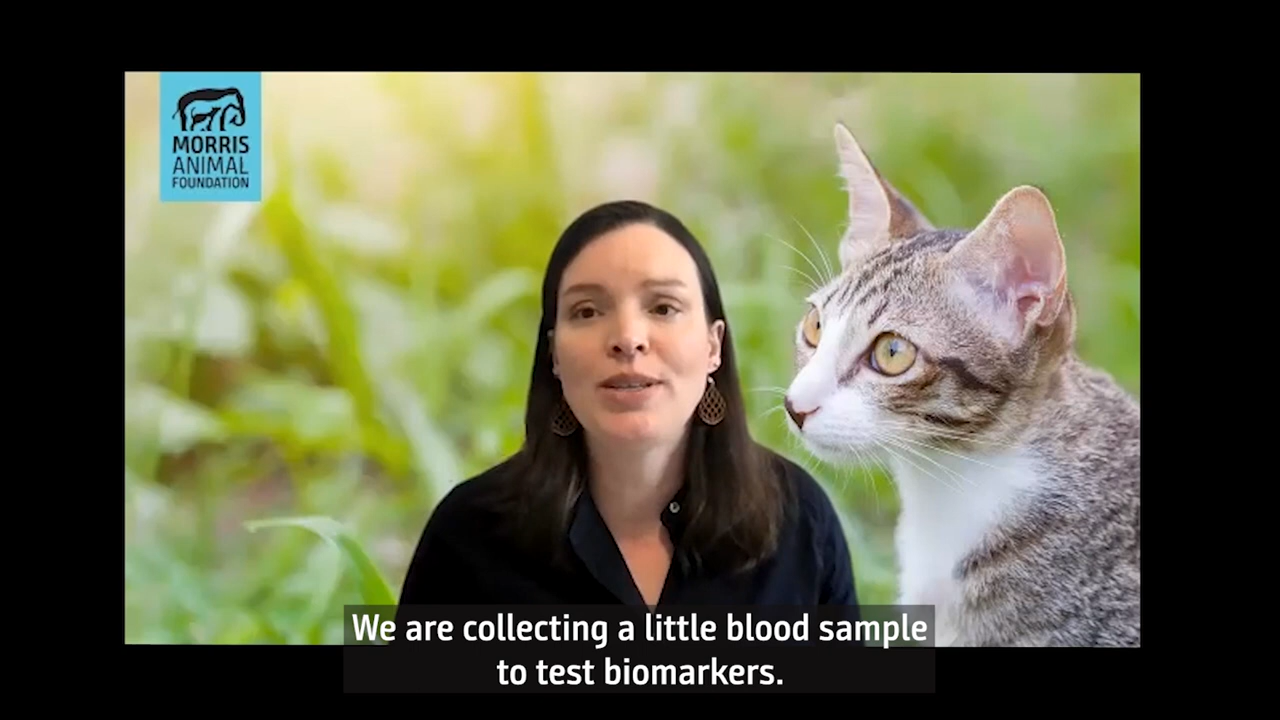 MORRIS
ANIMAL
FOUNDATION
We are collecting a little blood sample
to test biomarkers.